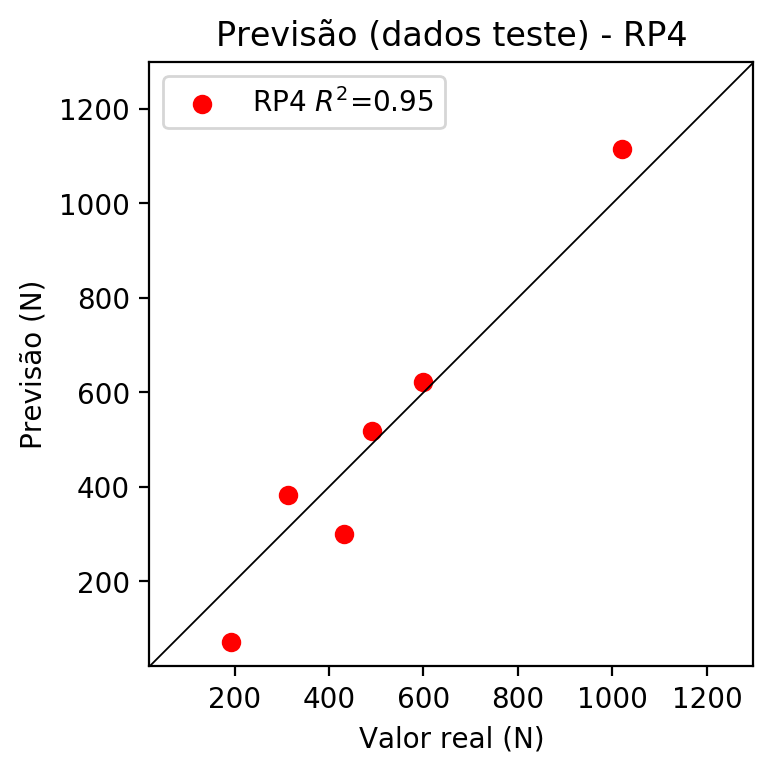 Previsão (dados teste) - RP4
RP4 R²=0.95
1200
1000
800
600
400
200
Previsão (N)
200 400 600 800 1000 1200
Valor real (N)